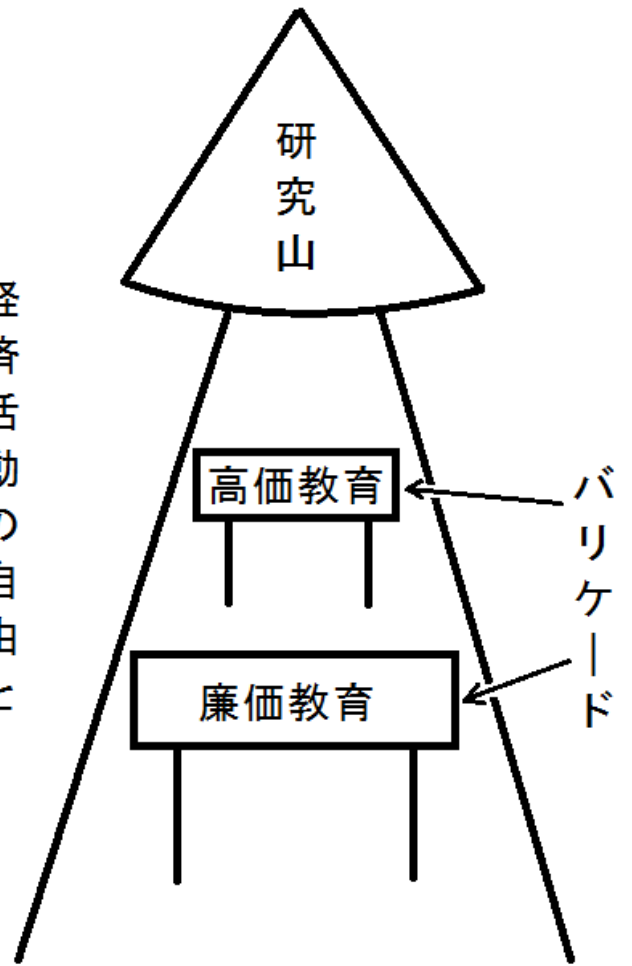 研究山
高価教育
バリケード
廉価教育
経済活動の自由と